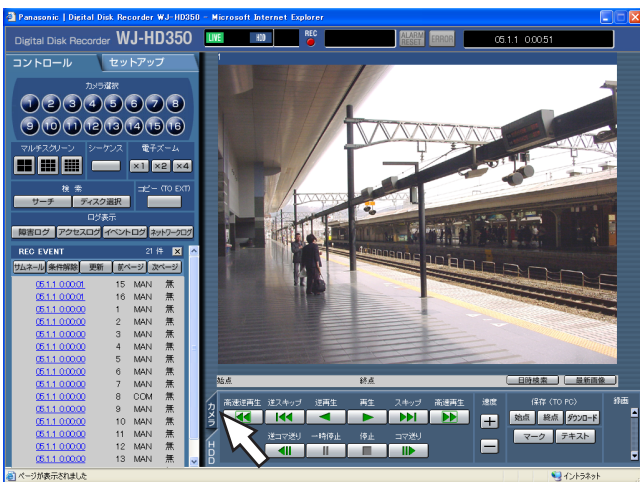 Panasonic | Digital Disk Recorder WJ-HD350 - Microsoft Internet Explorer
Digital Disk Recorder WJ-HD350
LIVE HDD REC ALARM RESET ERROR 05.1.1 0:00:51
コントロール セットアップ
カメラ選択
1 2 3 4 5 6 7 8
9 10 11 12 13 14 15 16
マルチスクリーン シーケンス 電子ズーム
×1 ×2 ×4
検 索 コピー (TO EXT)
サーチ ディスク選択
ログ表示
障害ログ アクセスログ イベントログ ネットワークログ
REC EVENT 21 件 X
サムネール 条件解除 更新 前ページ 次ページ
05.1.1 0:00:01 15 MAN 無
05.1.1 0:00:01 16 MAN 無
05.1.1 0:00:00 1 MAN 無
05.1.1 0:00:00 2 MAN 無
05.1.1 0:00:00 3 MAN 無
05.1.1 0:00:00 4 MAN 無
05.1.1 0:00:00 5 MAN 無
05.1.1 0:00:00 6 MAN 無
05.1.1 0:00:00 7 MAN 無
05.1.1 0:00:00 8 COM 無
05.1.1 0:00:00 9 MAN 無
05.1.1 0:00:00 10 MAN 無
05.1.1 0:00:00 11 MAN 無
05.1.1 0:00:00 12 MAN 無
05.1.1 0:00:00 13 MAN 無
1
始点 終点 日時検索 最新画像
カメラ
HDD
高速逆再生 逆スキップ 逆再生 再生 スキップ 高速再生 速度 保存 (TO PC) 録画
始点 終点 ダウンロード
逆コマ送り 一時停止 停止 コマ送り
マーク テキスト
ページが表示されました イントラネット